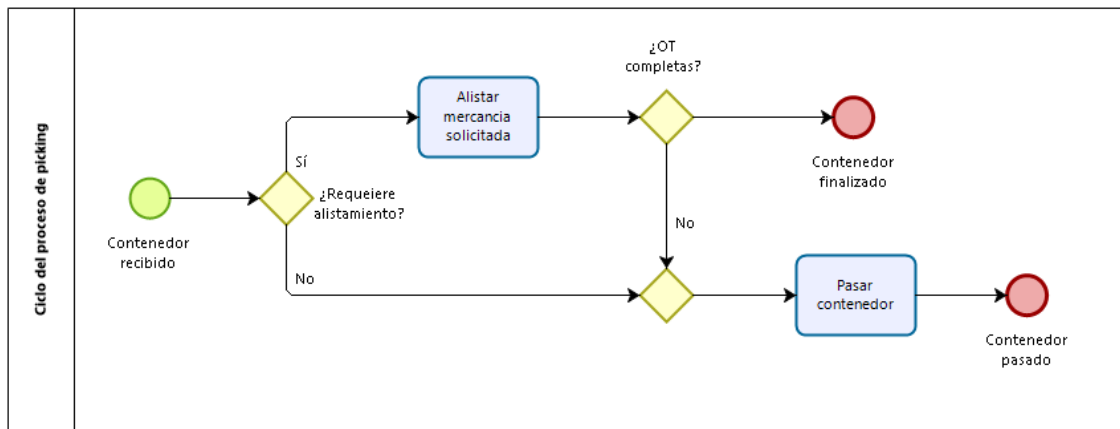 Ciclo del proceso de picking
Contenedor
recibido
¿Requeiere
alistamiento?
Sí
No
Alistar
mercancia
solicitada
¿OT
completas?
No
Contenedor
finalizado
Pasar
contenedor
Contenedor
pasado